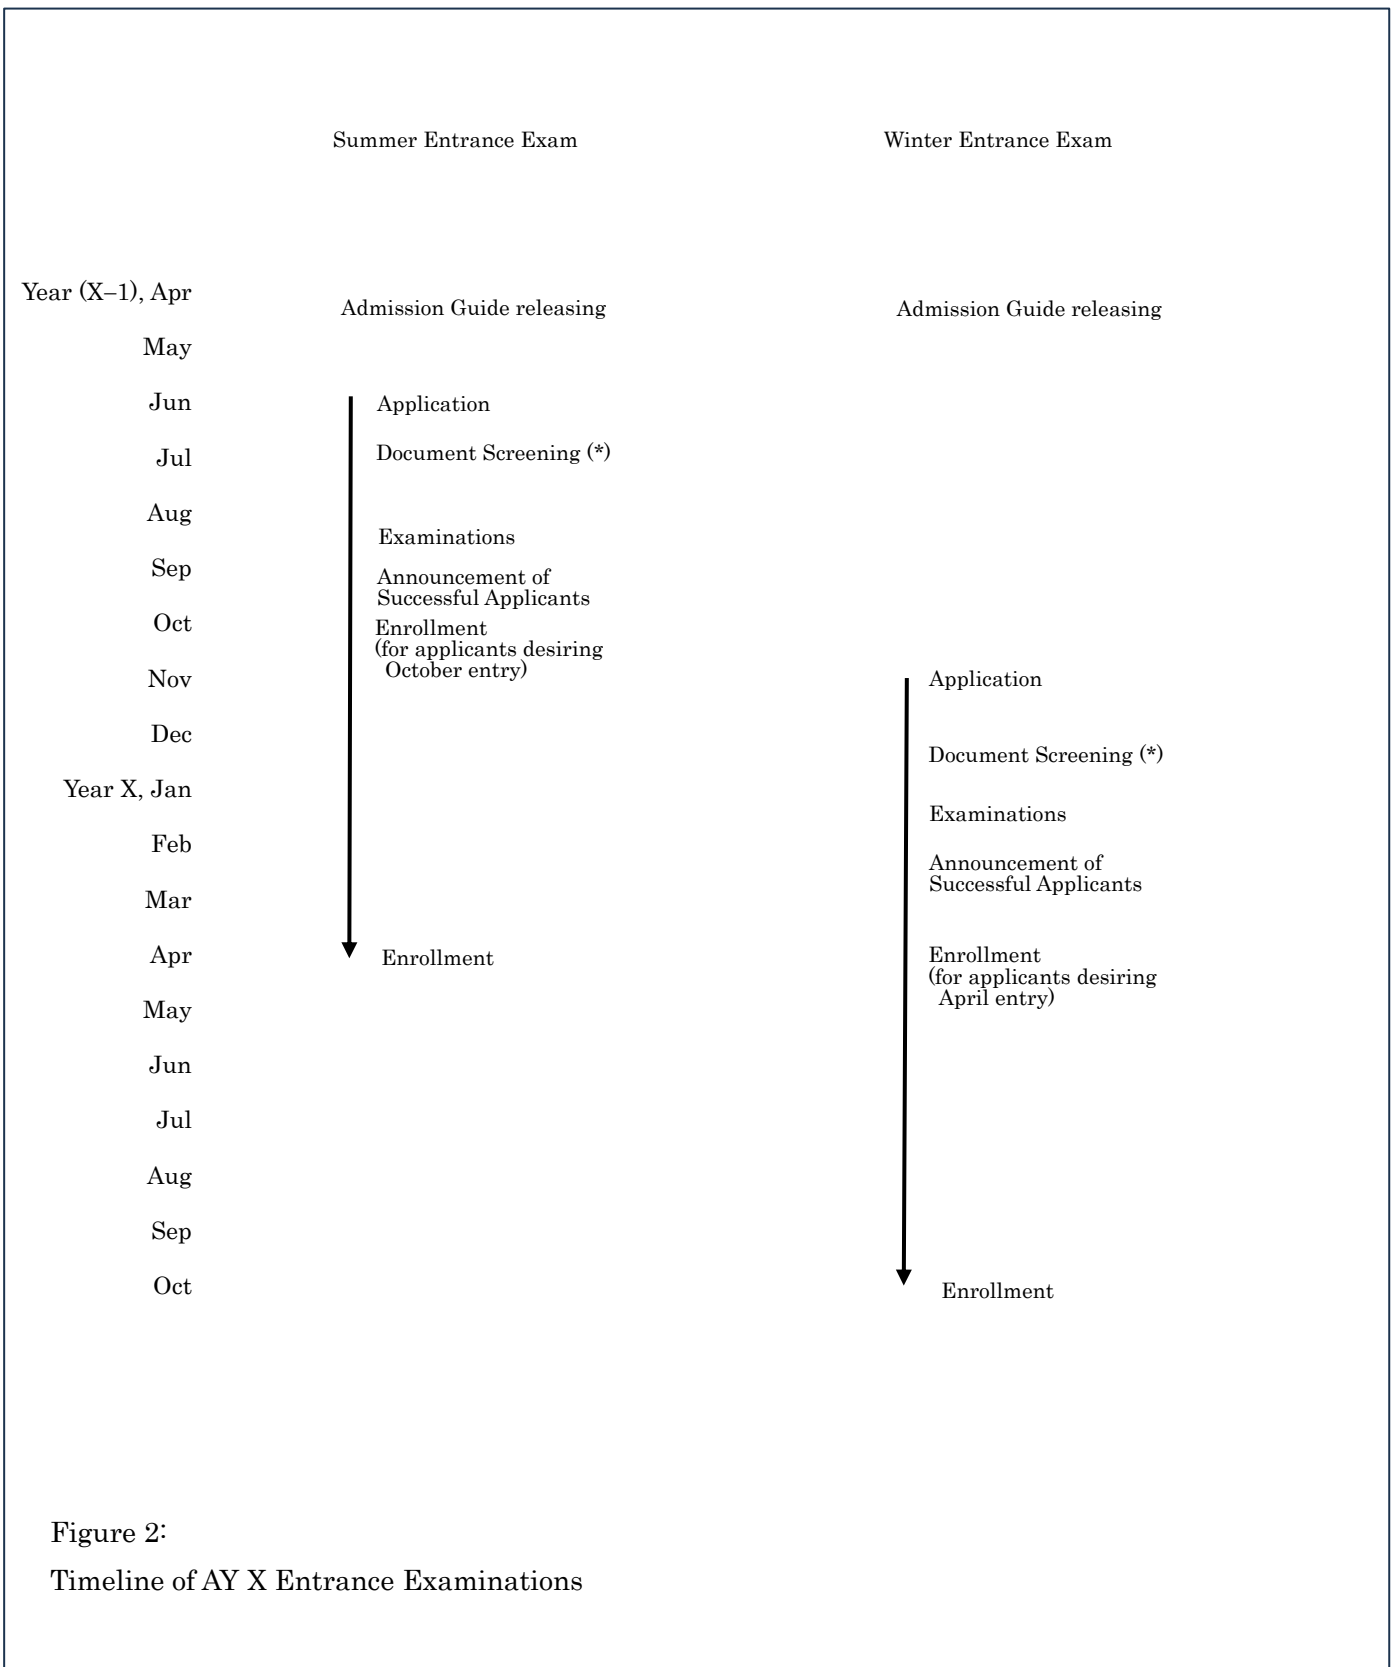 Summer Entrance Exam
Winter Entrance Exam
Year (X–1), Apr
Admission Guide releasing
Admission Guide releasing
May
Jun
Application
Jul
Document Screening (*)
Aug
Examinations
Sep
Announcement of
Successful Applicants
Oct
Enrollment
(for applicants desiring
October entry)
Nov
Application
Dec
Document Screening (*)
Year X, Jan
Examinations
Feb
Announcement of
Successful Applicants
Mar
Apr
Enrollment
Enrollment
(for applicants desiring
April entry)
May
Jun
Jul
Aug
Sep
Oct
Enrollment
Figure 2:
Timeline of AY X Entrance Examinations